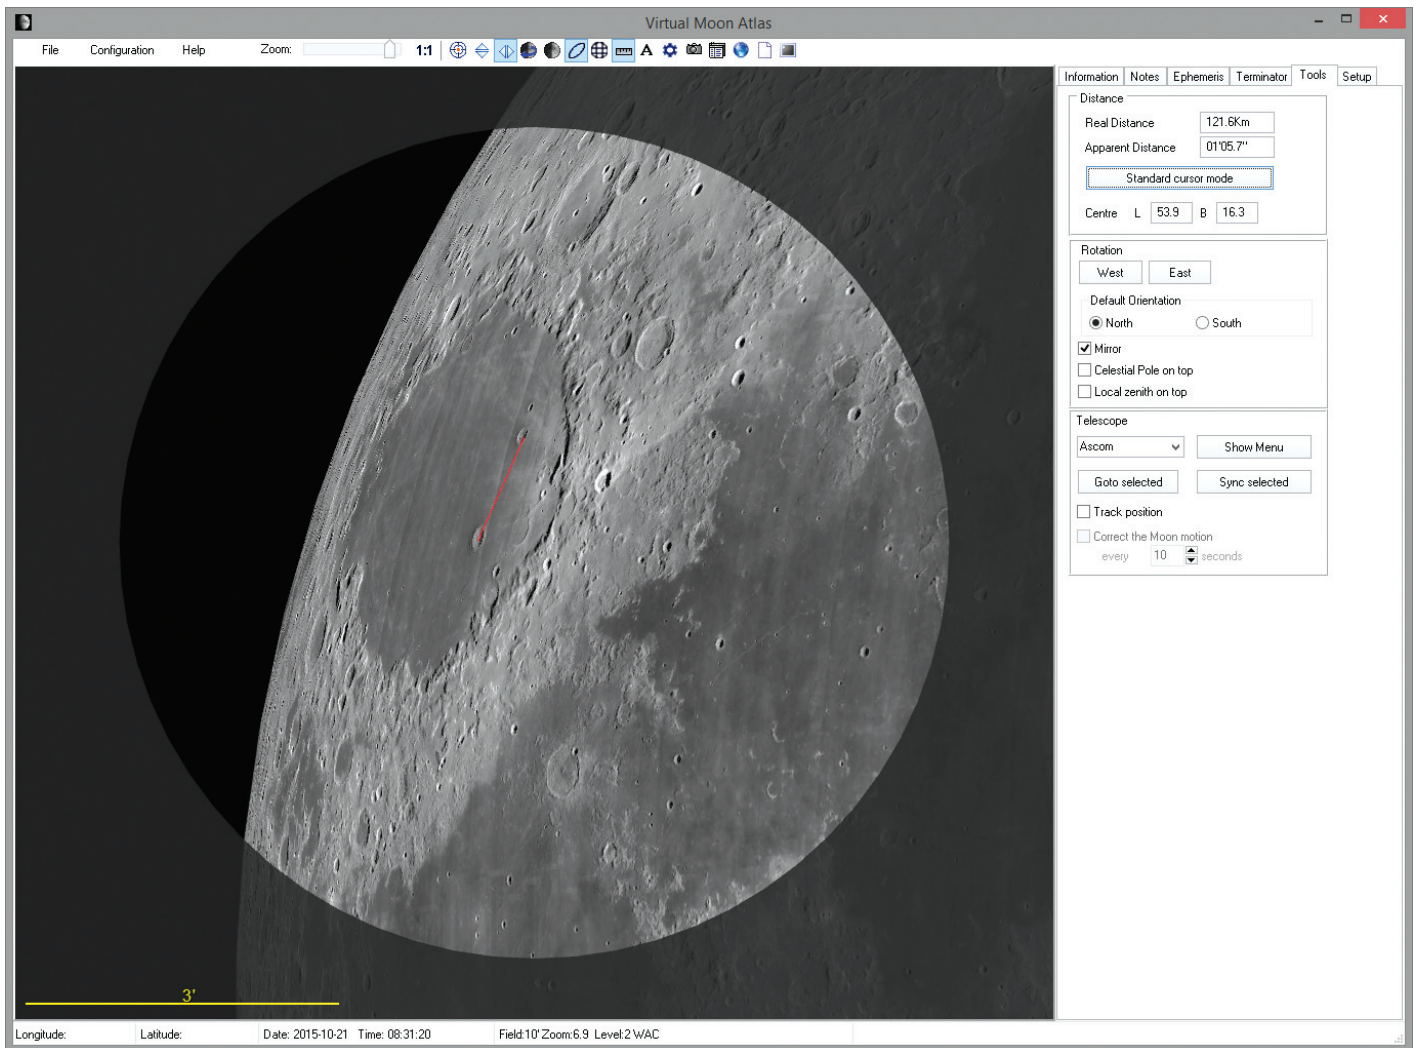 Virtual Moon Atlas
File Configuration Help Zoom: 1:1 A
Information Notes Ephemeris Terminator Tools Setup
Distance
Real Distance 121.6Km
Apparent Distance 01'05.7''
Standard cursor mode
Centre L 53.9 B 16.3
Rotation
West East
Default Orientation
North South
Mirror
Celestial Pole on top
Local zenith on top
Telescope
Ascom Show Menu
Goto selected Sync selected
Track position
Correct the Moon motion
every 10 seconds
3'
Longitude: Latitude: Date: 2015-10-21 Time: 08:31:20 Field:10' Zoom:6.9 Level:2 WAC